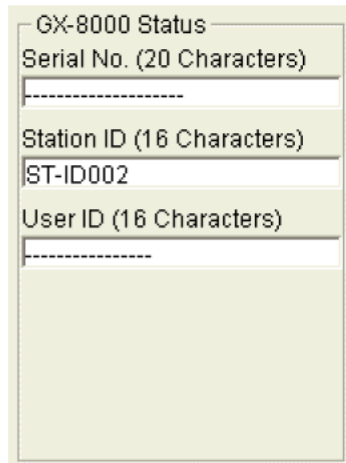 GX-8000 Status
Serial No. (20 Characters)
--------------------
Station ID (16 Characters)
ST-ID002
User ID (16 Characters)
----------------